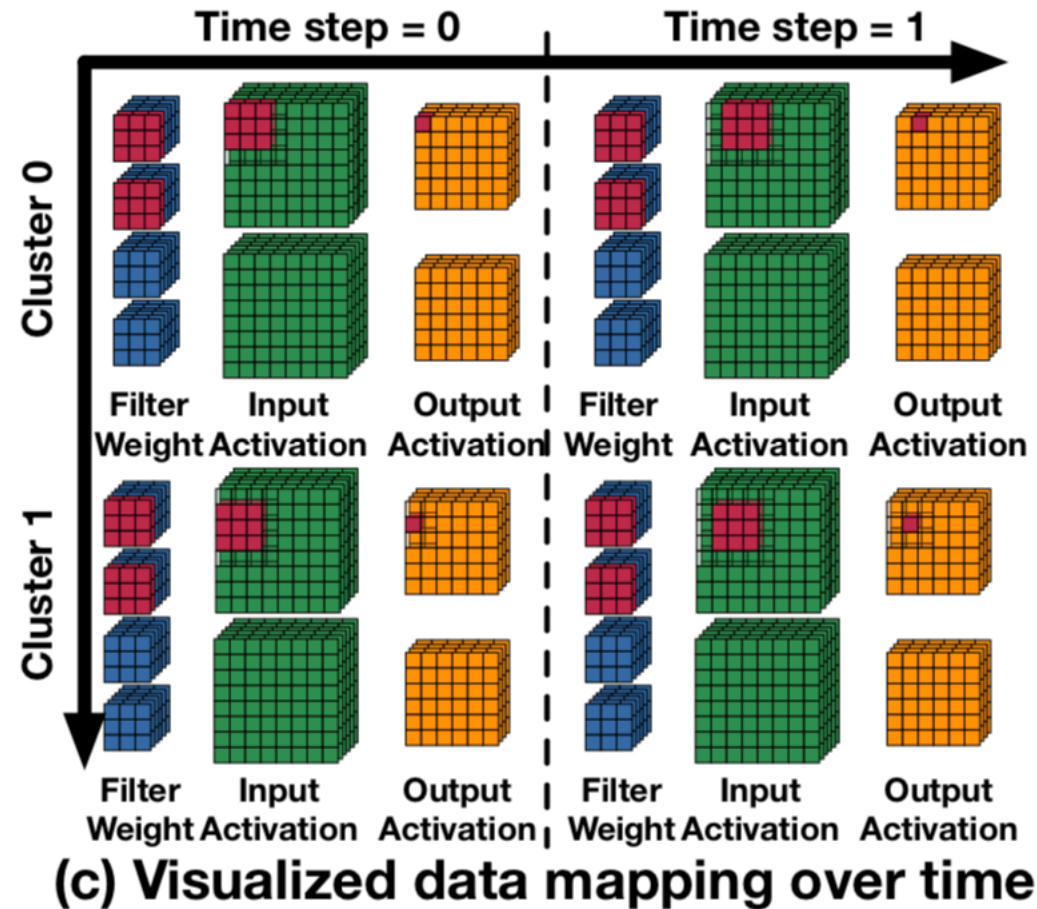 Time step = 0
Time step = 1
Cluster 0
Filter Weight
Input Activation
Output Activation
Filter Weight
Input Activation
Output Activation
Cluster 1
Filter Weight
Input Activation
Output Activation
Filter Weight
Input Activation
Output Activation
(c) Visualized data mapping over time